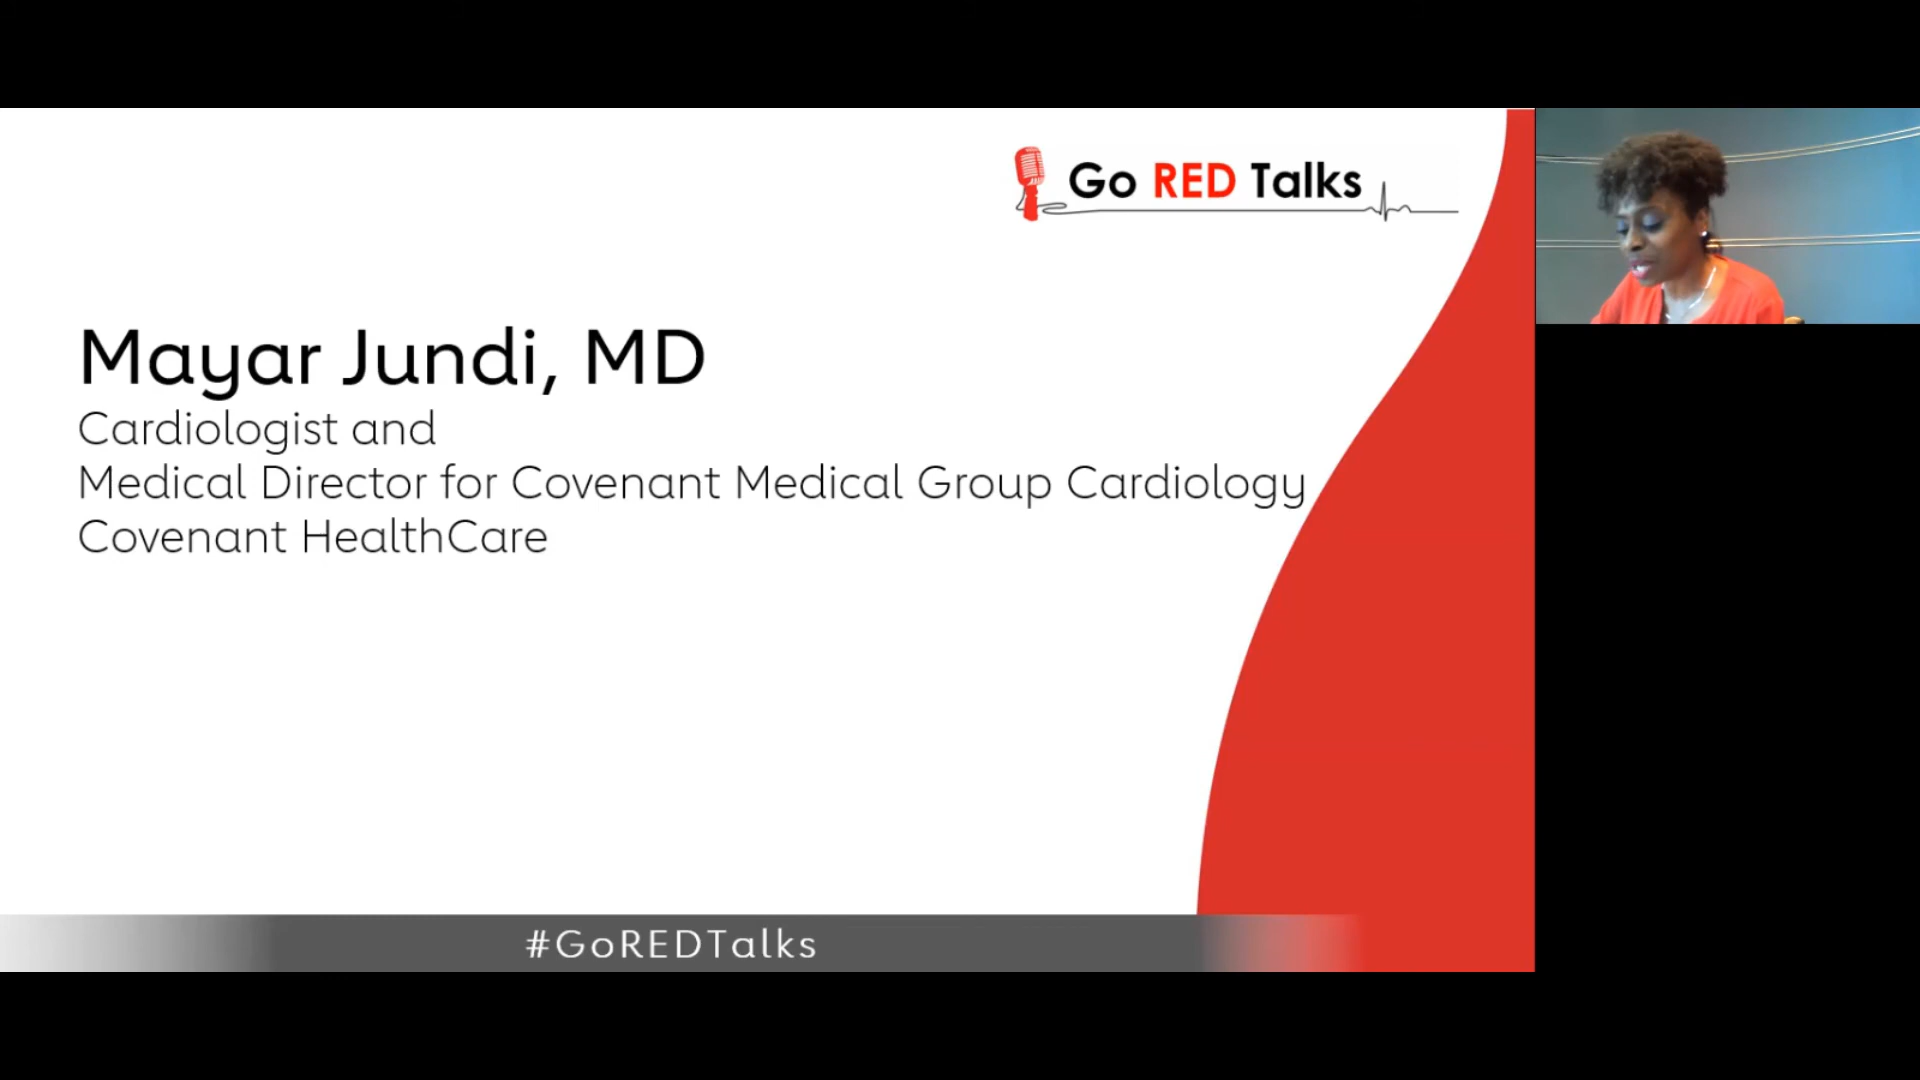 Go RED Talks
Mayar Jundi, MD
Cardiologist and
Medical Director for Covenant Medical Group Cardiology
Covenant HealthCare
#GoREDTalks